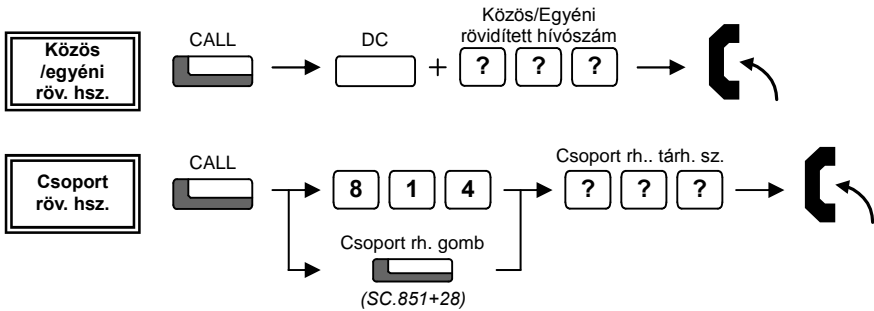 Közös
/egyéni
röv. hsz.
CALL
DC
+
Közös/Egyéni
rövidített hívószám
? ? ?
Csoport
röv. hsz.
CALL
8 1 4
Csoport rh. gomb
(SC.851+28)
Csoport rh.. tárh. sz.
? ? ?